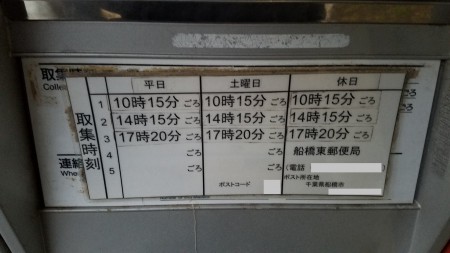 取集
Collec
平日 土曜日 休日
取集時刻
1 10時15分ごろ 10時15分ごろ 10時15分ごろ
2 14時15分ごろ 14時15分ごろ 14時15分ごろ
3 17時20分ごろ 17時20分ごろ 17時20分ごろ
4 ごろ ごろ 船橋東郵便局
5 ごろ ごろ (電話
連絡
Whe
ポストコード ポスト所在地
千葉県船橋市